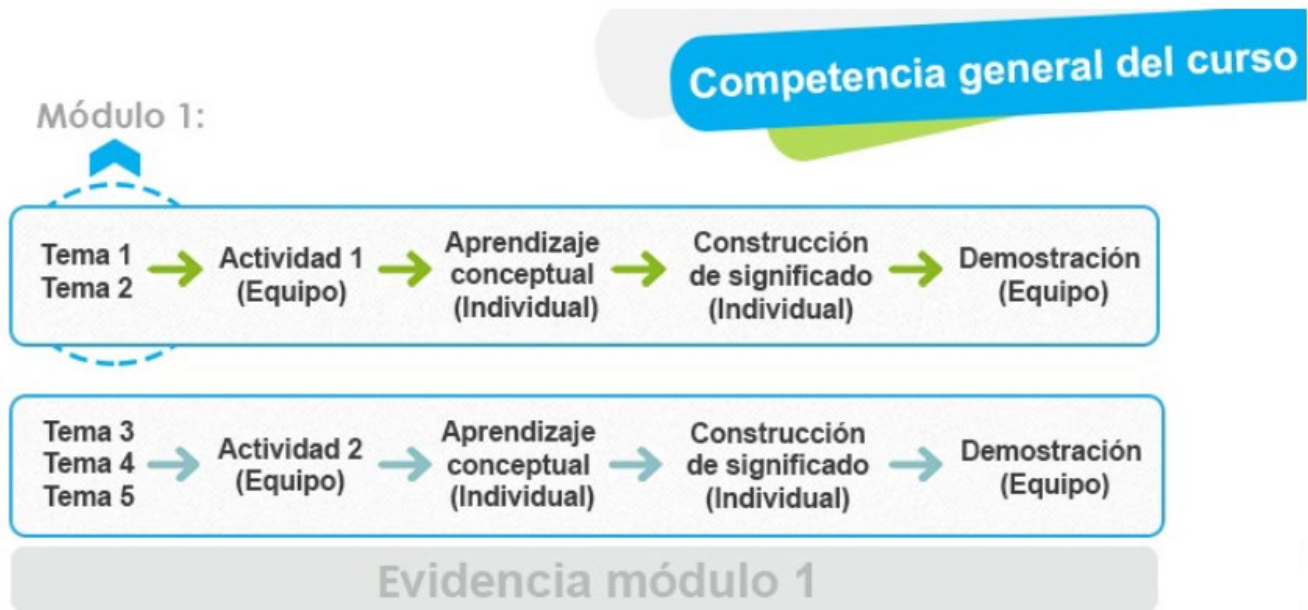 Competencia general del curso
Módulo 1:
Tema 1
Tema 2
Actividad 1
(Equipo)
Aprendizaje
conceptual
(Individual)
Construcción
de significado
(Individual)
Demostración
(Equipo)
Tema 3
Tema 4
Tema 5
Actividad 2
(Equipo)
Aprendizaje
conceptual
(Individual)
Construcción
de significado
(Individual)
Demostración
(Equipo)
Evidencia módulo 1